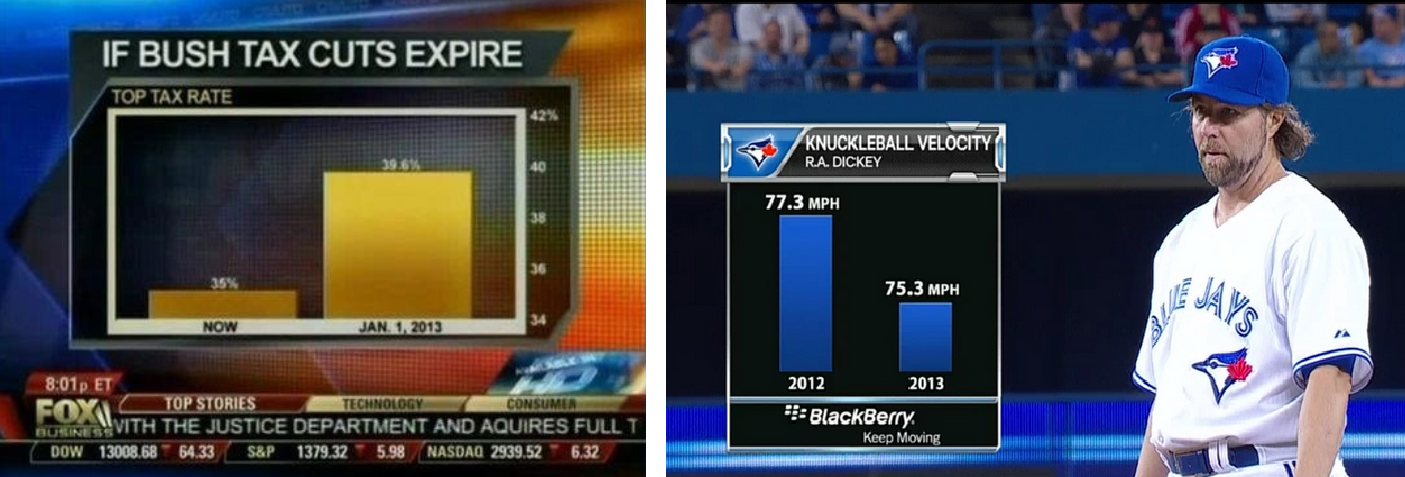 IF BUSH TAX CUTS EXPIRE
TOP TAX RATE
42%
40
38
36
34
39.6%
35%
NOW
JAN. 1, 2013
8:01p ET
FOX
BUSINESS
TOP STORIES
TECHNOLOGY
CONSUMER
HD
WITH THE JUSTICE DEPARTMENT AND AQUIRES FULL T
DOW 13008.68 64.33 S&P 1379.32 5.98 NASDAQ 2939.52 6.32
KNUCKLEBALL VELOCITY
R.A. DICKEY
77.3 MPH
75.3 MPH
2012
2013
BlackBerry
Keep Moving
BLUE JAYS